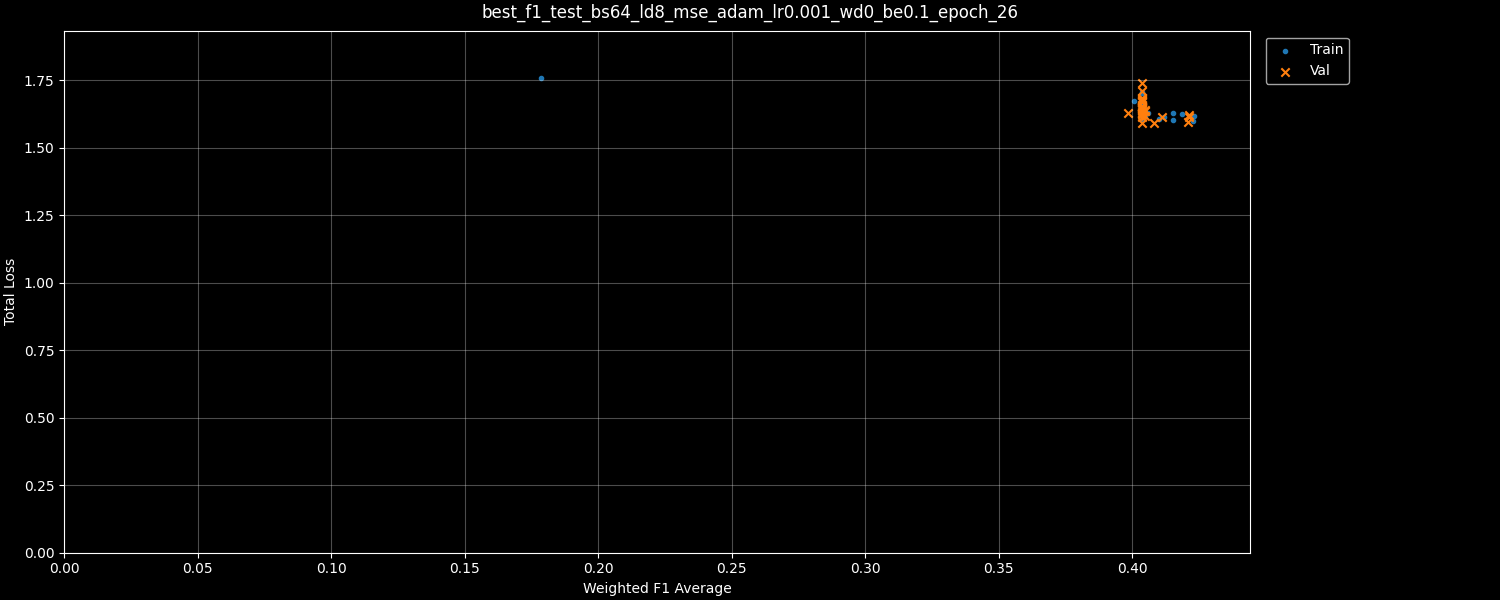 best_f1_test_bs64_ld8_mse_adam_lr0.001_wd0_be0.1_epoch_26
Train
Val
1.75
1.50
1.25
1.00
0.75
0.50
0.25
0.00
Total Loss
0.00 0.05 0.10 0.15 0.20 0.25 0.30 0.35 0.40
Weighted F1 Average